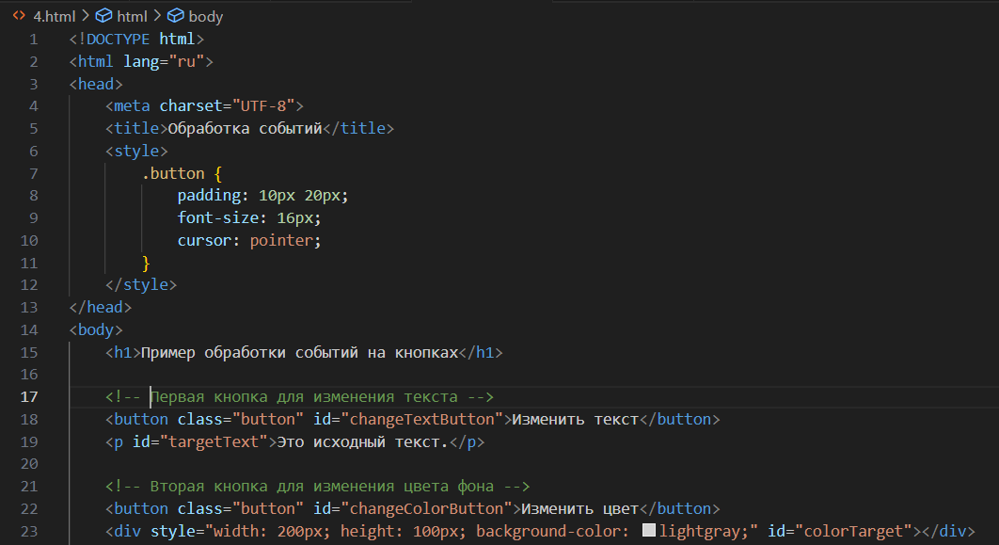 4.html > html > body
1 <!DOCTYPE html>
2 <html lang="ru">
3 <head>
4     <meta charset="UTF-8">
5     <title>Обработка событий</title>
6     <style>
7         .button {
8             padding: 10px 20px;
9             font-size: 16px;
10             cursor: pointer;
11         }
12     </style>
13 </head>
14 <body>
15     <h1>Пример обработки событий на кнопках</h1>
16
17     <!-- Первая кнопка для изменения текста -->
18     <button class="button" id="changeTextButton">Изменить текст</button>
19     <p id="targetText">Это исходный текст.</p>
20
21     <!-- Вторая кнопка для изменения цвета фона -->
22     <button class="button" id="changeColorButton">Изменить цвет</button>
23     <div style="width: 200px; height: 100px; background-color: lightgray;" id="colorTarget"></div>